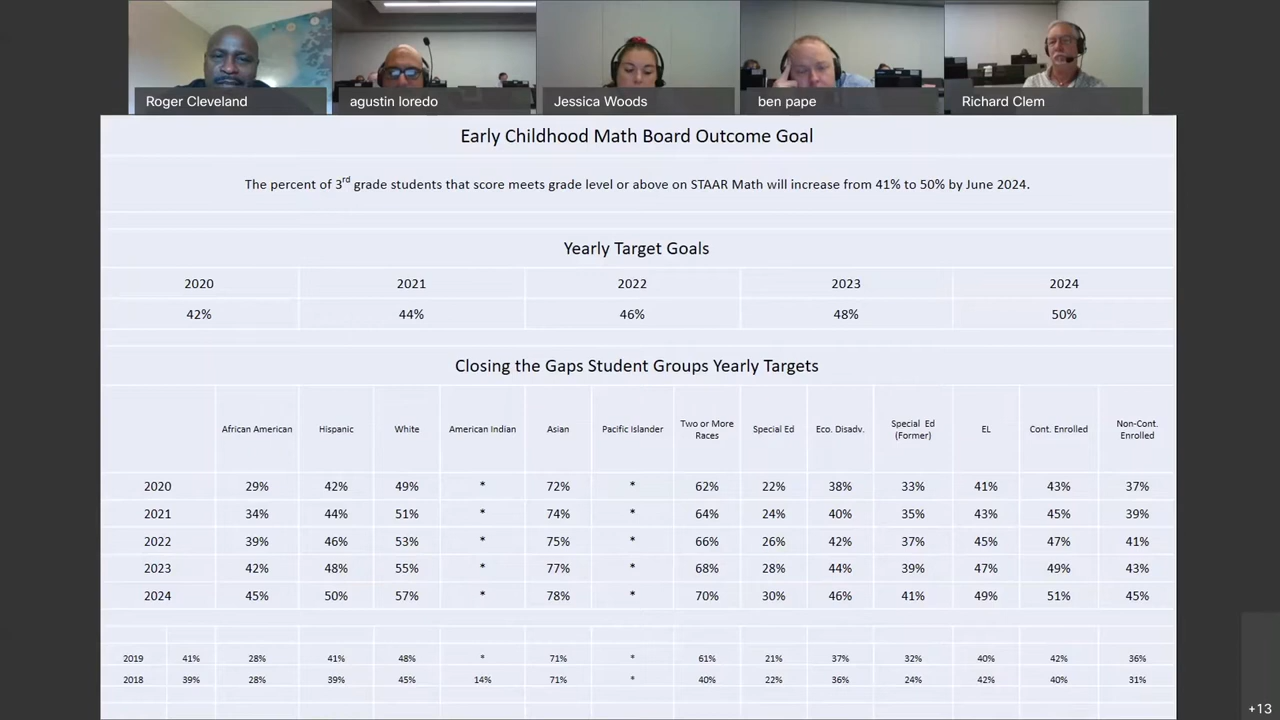 Roger Cleveland
agustin loredo
Jessica Woods
ben pape
Richard Clem
Early Childhood Math Board Outcome Goal
The percent of 3rd grade students that score meets grade level or above on STAAR Math will increase from 41% to 50% by June 2024.
Yearly Target Goals
2020 2021 2022 2023 2024
42% 44% 46% 48% 50%
Closing the Gaps Student Groups Yearly Targets
African American Hispanic White American Indian Asian Pacific Islander Two or More Races Special Ed Eco. Disadv. Special Ed (Former) EL Cont. Enrolled Non-Cont. Enrolled
2020 29% 42% 49% * 72% * 62% 22% 38% 33% 41% 43% 37%
2021 34% 44% 51% * 74% * 64% 24% 40% 35% 43% 45% 39%
2022 39% 46% 53% * 75% * 66% 26% 42% 37% 45% 47% 41%
2023 42% 48% 55% * 77% * 68% 28% 44% 39% 47% 49% 43%
2024 45% 50% 57% * 78% * 70% 30% 46% 41% 49% 51% 45%
2019 41% 28% 41% 48% * 71% * 61% 21% 37% 32% 40% 42% 36%
2018 39% 28% 39% 45% 14% 71% * 40% 22% 36% 24% 42% 40% 31%
+13